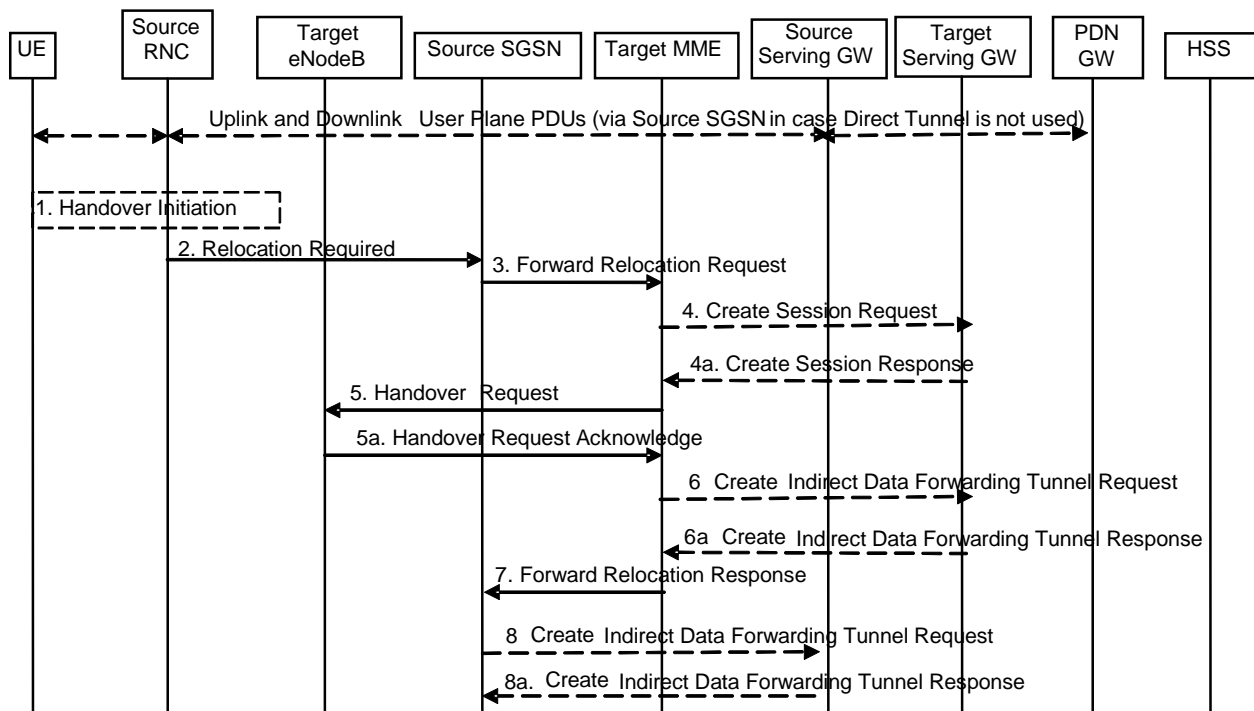 UE
Source
RNC
Target
eNodeB
Source SGSN
Target MME
Source
Serving GW
Target
Serving GW
PDN
GW
HSS
Uplink and Downlink User Plane PDUs (via Source SGSN in case Direct Tunnel is not used)
1. Handover Initiation
2. Relocation Required
3. Forward Relocation Request
4. Create Session Request
4a. Create Session Response
5. Handover Request
5a. Handover Request Acknowledge
6 Create Indirect Data Forwarding Tunnel Request
6a Create Indirect Data Forwarding Tunnel Response
7. Forward Relocation Response
8 Create Indirect Data Forwarding Tunnel Request
8a. Create Indirect Data Forwarding Tunnel Response